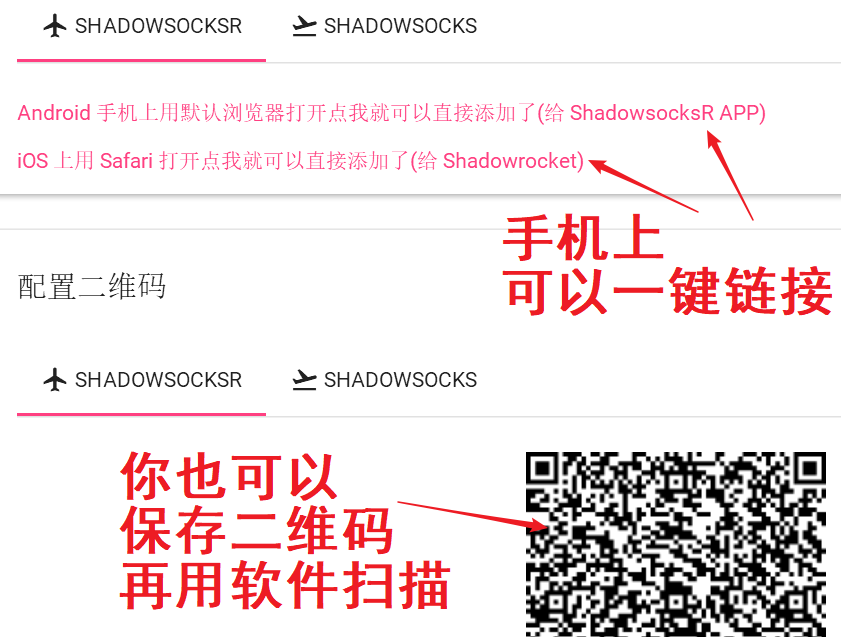 SHADOWSOCKSR SHADOWSOCKS
Android 手机上用默认浏览器打开点我就可以直接添加了(给 ShadowsocksR APP)
iOS 上用 Safari 打开点我就可以直接添加了(给 Shadowrocket)
手机上
可以一键链接
配置二维码
SHADOWSOCKSR SHADOWSOCKS
你也可以
保存二维码
再用软件扫描